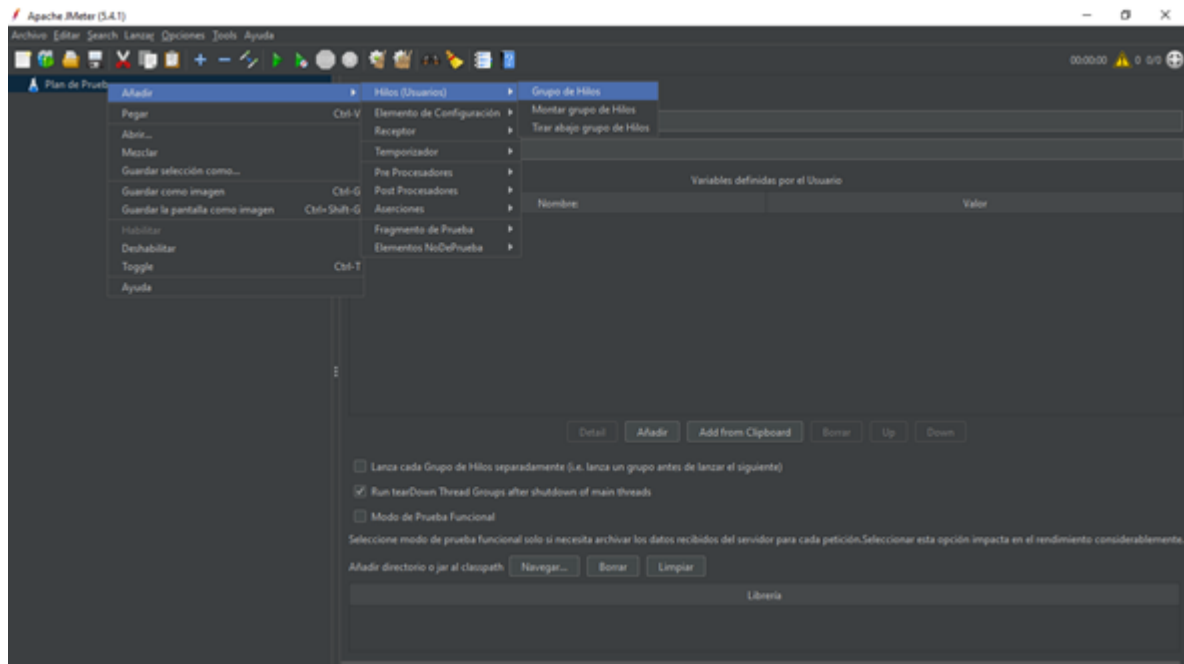 Apache JMeter (5.4.1)
Archivo Editar Search Lanzar Opciones Tools Ayuda
00:00:00 0 0/0
Plan de Prueb
Añadir
Pegar Ctrl-V
Abrir...
Mezclar
Guardar selección como...
Guardar como imagen Ctrl-G
Guardar la pantalla como imagen Ctrl+Shift-G
Habilitar
Deshabilitar
Toggle Ctrl-T
Ayuda
Hilos (Usuarios)
Elemento de Configuración
Receptor
Temporizador
Pre Procesadores
Post Procesadores
Aserciones
Fragmento de Prueba
Elementos NoDePrueba
Grupo de Hilos
Montar grupo de Hilos
Tirar abajo grupo de Hilos
Variables definidas por el Usuario
Nombre: Valor
Detail Añadir Add from Clipboard Borrar Up Down
Lanza cada Grupo de Hilos separadamente (i.e. lanza un grupo antes de lanzar el siguiente)
Run tearDown Thread Groups after shutdown of main threads
Modo de Prueba Funcional
Seleccione modo de prueba funcional solo si necesita archivar los datos recibidos del servidor para cada petición.Seleccionar esta opción impacta en el rendimiento considerablemente.
Añadir directorio o jar al classpath Navegar... Borrar Limpiar
Librería